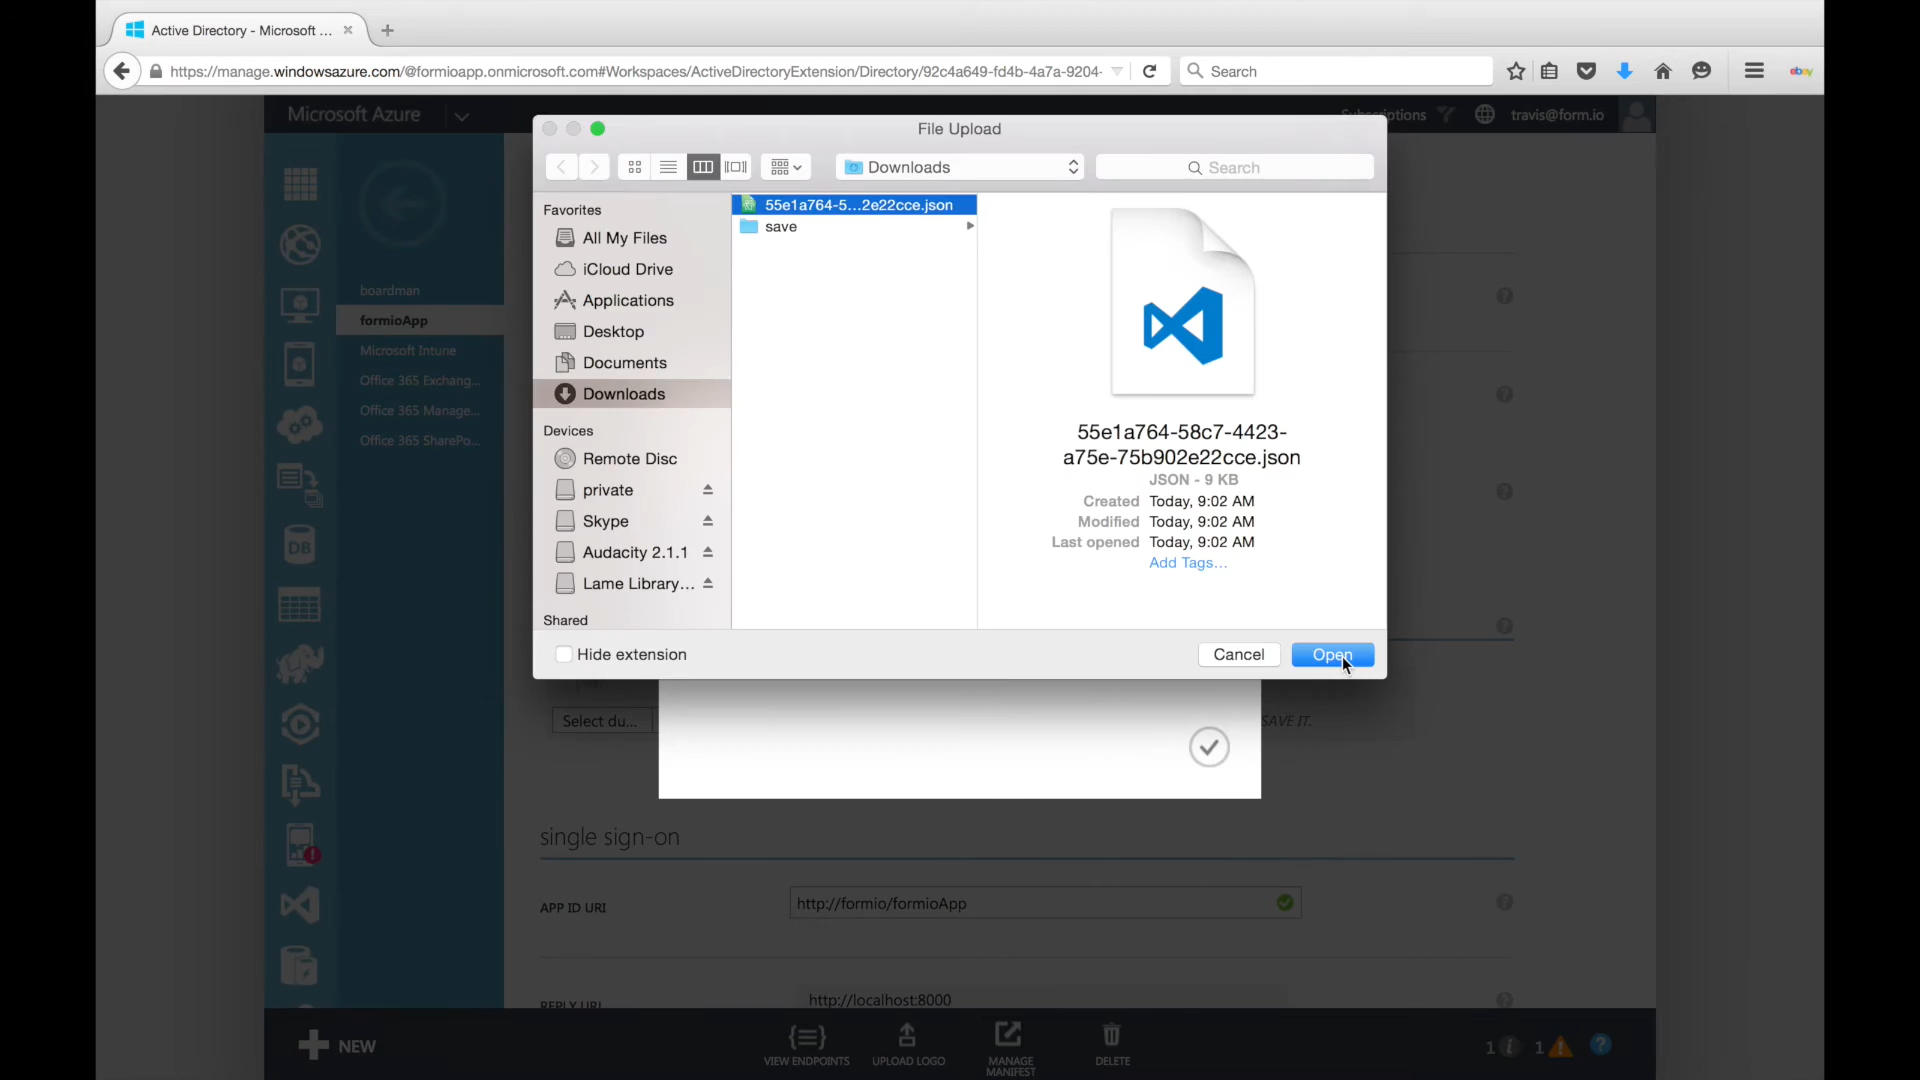 Active Directory - Microsoft ...
https://manage.windowsazure.com/@formioapp.onmicrosoft.com#Workspaces/ActiveDirectoryExtension/Directory/92c4a649-fd4b-4a7a-9204-
Search
ebay
Microsoft Azure
Subscriptions
travis@form.io
File Upload
Downloads
Search
Favorites
All My Files
iCloud Drive
Applications
Desktop
Documents
Downloads
Devices
Remote Disc
private
Skype
Audacity 2.1.1
Lame Library...
Shared
55e1a764-5...2e22cce.json
save
55e1a764-58c7-4423-
a75e-75b902e22cce.json
JSON - 9 KB
Created Today, 9:02 AM
Modified Today, 9:02 AM
Last opened Today, 9:02 AM
Add Tags...
Hide extension
Cancel
Open
boardman
formioApp
Microsoft Intune
Office 365 Exchang...
Office 365 Manage...
Office 365 SharePo...
DB
Select du...
SAVE IT.
single sign-on
APP ID URI
http://formio/formioApp
REPLY URL
http://localhost:8000
NEW
VIEW ENDPOINTS
UPLOAD LOGO
MANAGE
MANIFEST
DELETE
1
1